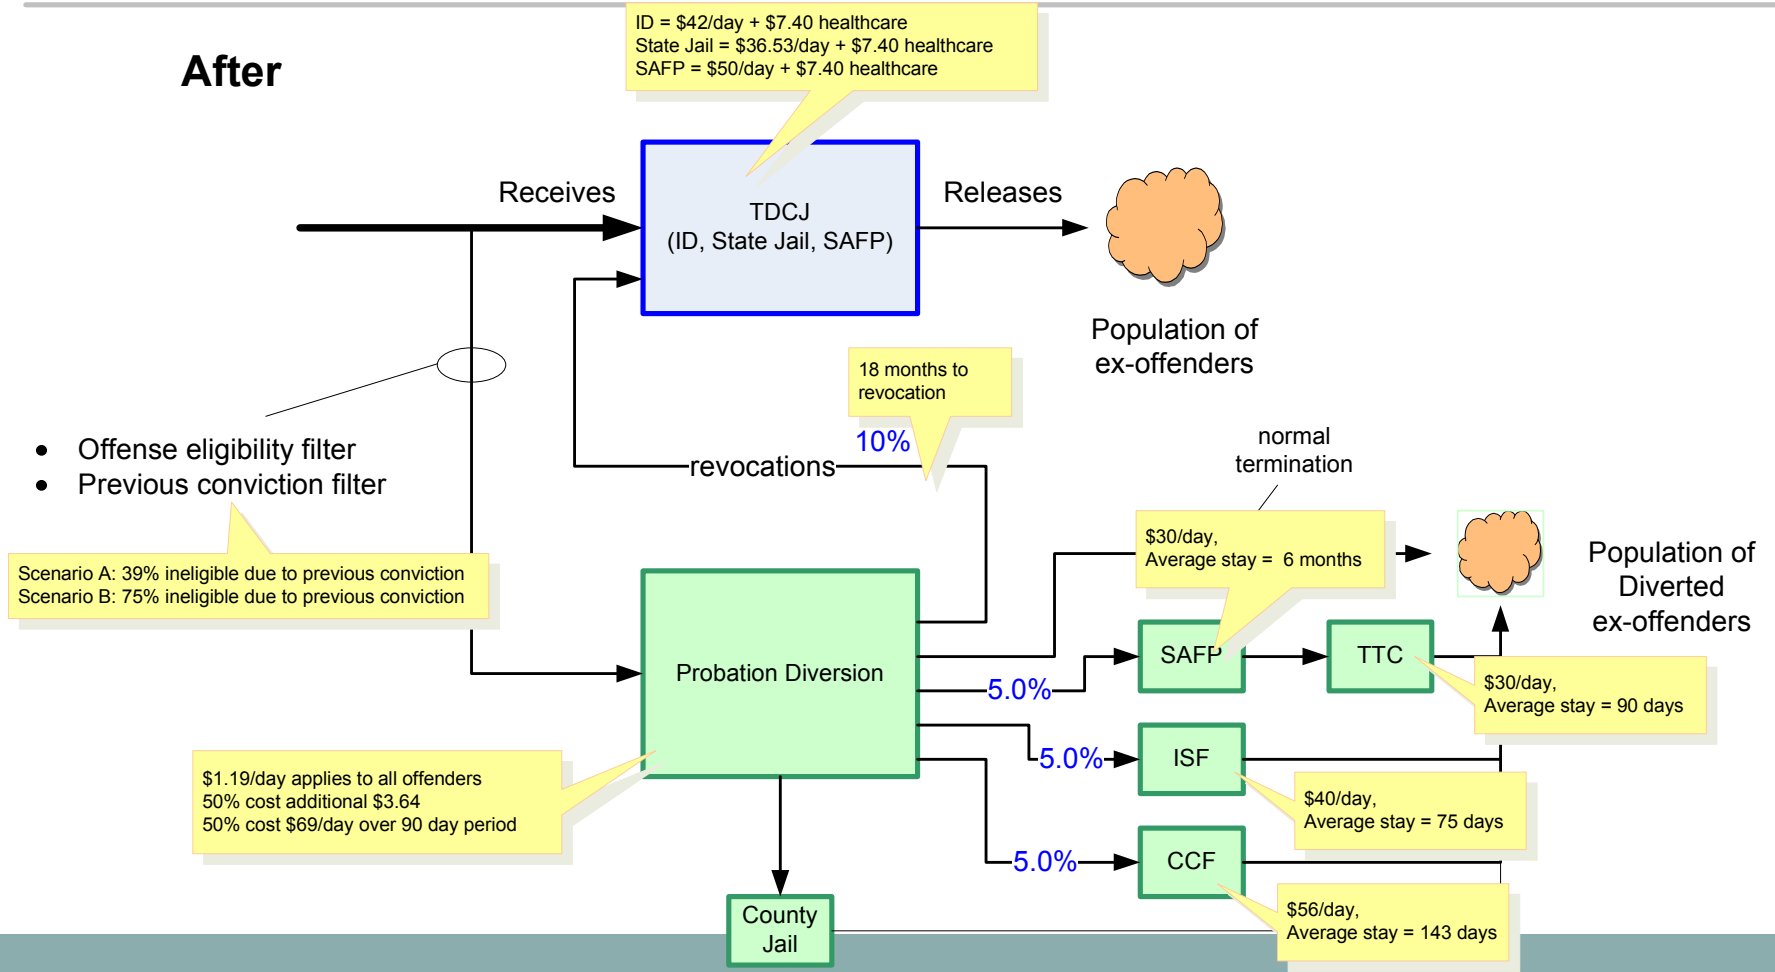 After
ID = $42/day + $7.40 healthcare
State Jail = $36.53/day + $7.40 healthcare
SAFP = $50/day + $7.40 healthcare
Receives
TDCJ
(ID, State Jail, SAFP)
Releases
Population of
ex-offenders
18 months to
revocation
10%
revocations
• Offense eligibility filter
• Previous conviction filter
Scenario A: 39% ineligible due to previous conviction
Scenario B: 75% ineligible due to previous conviction
normal
termination
$30/day,
Average stay = 6 months
Population of
Diverted
ex-offenders
Probation Diversion
5.0%
SAFP
TTC
$30/day,
Average stay = 90 days
5.0%
ISF
$40/day,
Average stay = 75 days
$1.19/day applies to all offenders
50% cost additional $3.64
50% cost $69/day over 90 day period
5.0%
CCF
$56/day,
Average stay = 143 days
County
Jail